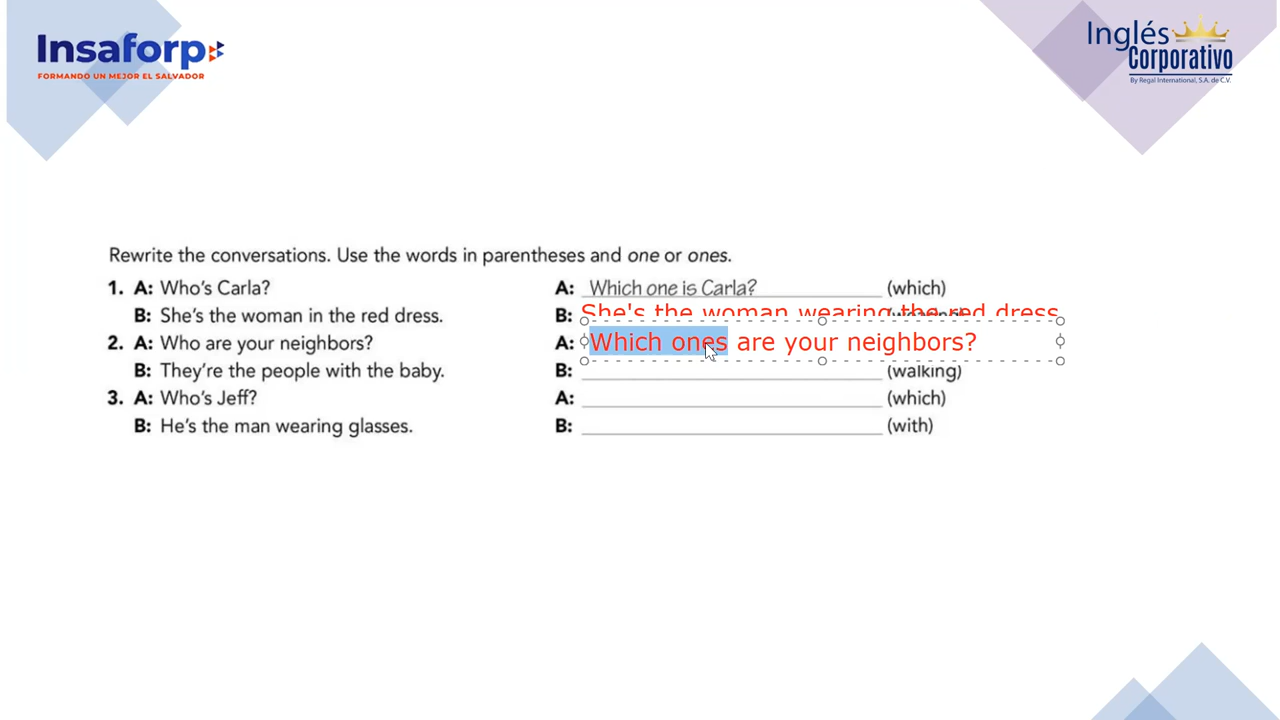 Insaforp
FORMANDO UN MEJOR EL SALVADOR
Inglés
Corporativo
By Regal International, S.A. de C.V.
Rewrite the conversations. Use the words in parentheses and one or ones.
1. A: Who's Carla? A: Which one is Carla? (which)
B: She's the woman in the red dress. B: She's the woman wearing the red dress
2. A: Who are your neighbors? A: Which ones are your neighbors?
B: They're the people with the baby. B: (walking)
3. A: Who's Jeff? A: (which)
B: He's the man wearing glasses. B: (with)